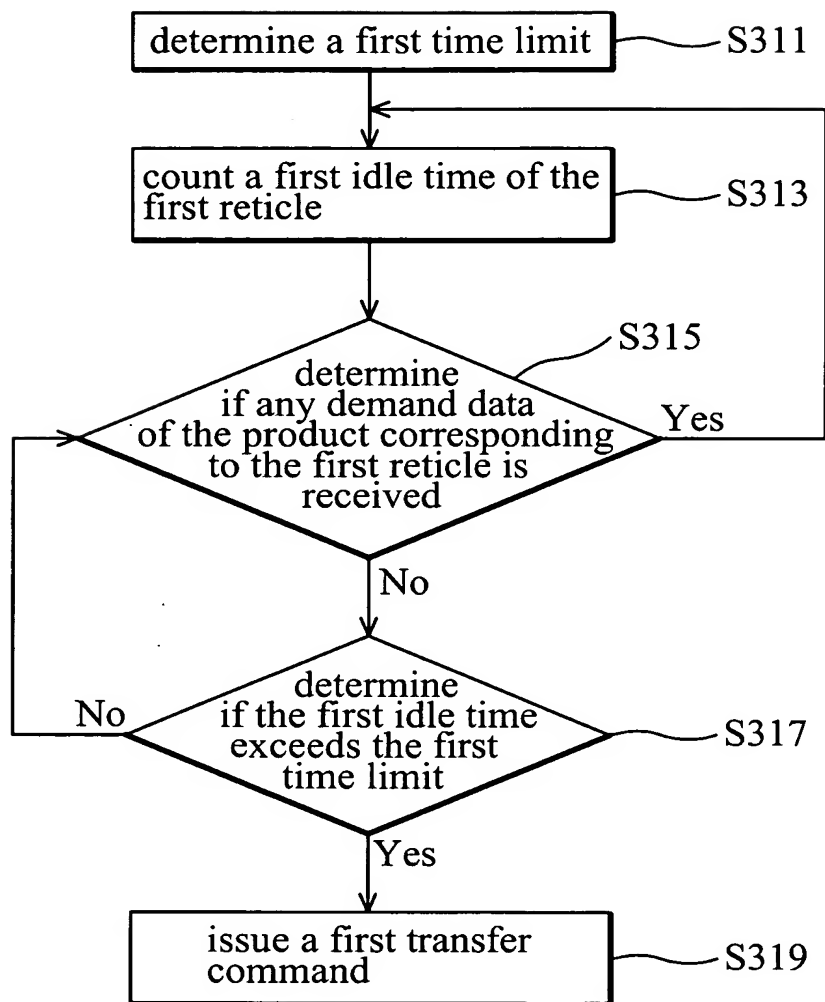 determine a first time limit
S311
count a first idle time of the
first reticle
S313
S315
determine
if any demand data
of the product corresponding
to the first reticle is
received
Yes
No
determine
if the first idle time
exceeds the first
time limit
No
S317
Yes
issue a first transfer
command
S319